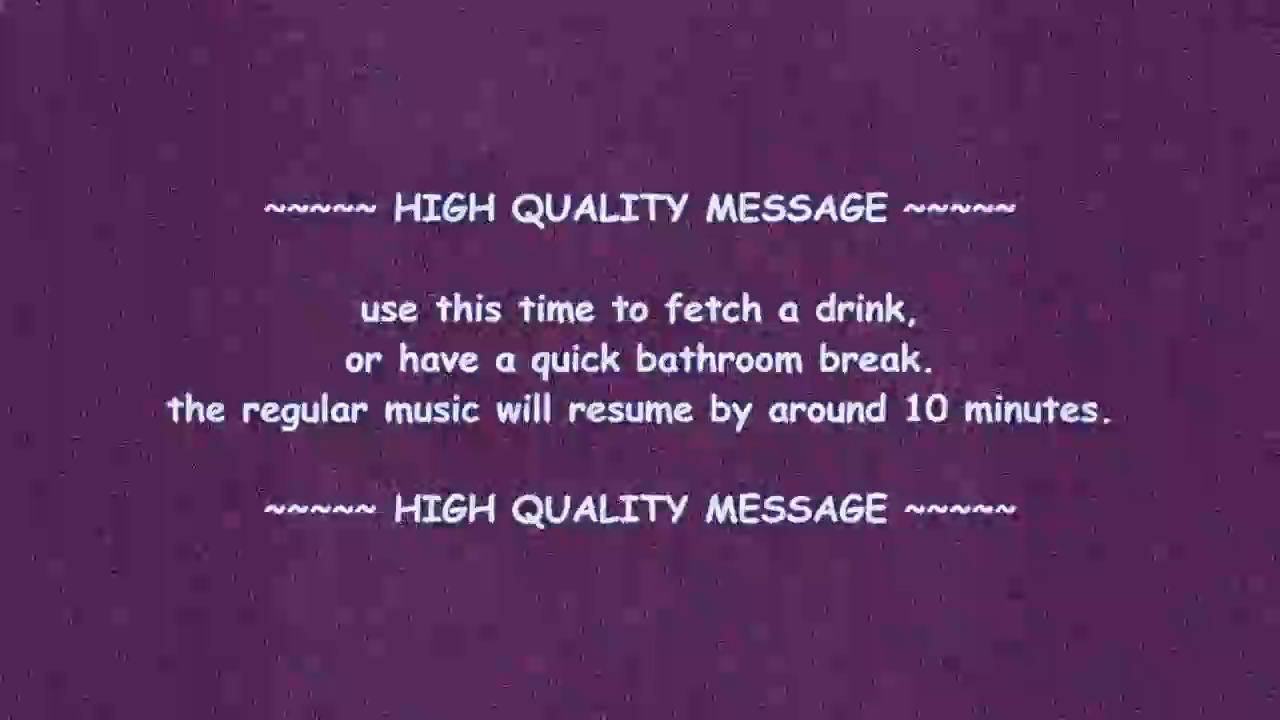 ~~~~~ HIGH QUALITY MESSAGE ~~~~~
use this time to fetch a drink,
or have a quick bathroom break.
the regular music will resume by around 10 minutes.
~~~~~ HIGH QUALITY MESSAGE ~~~~~